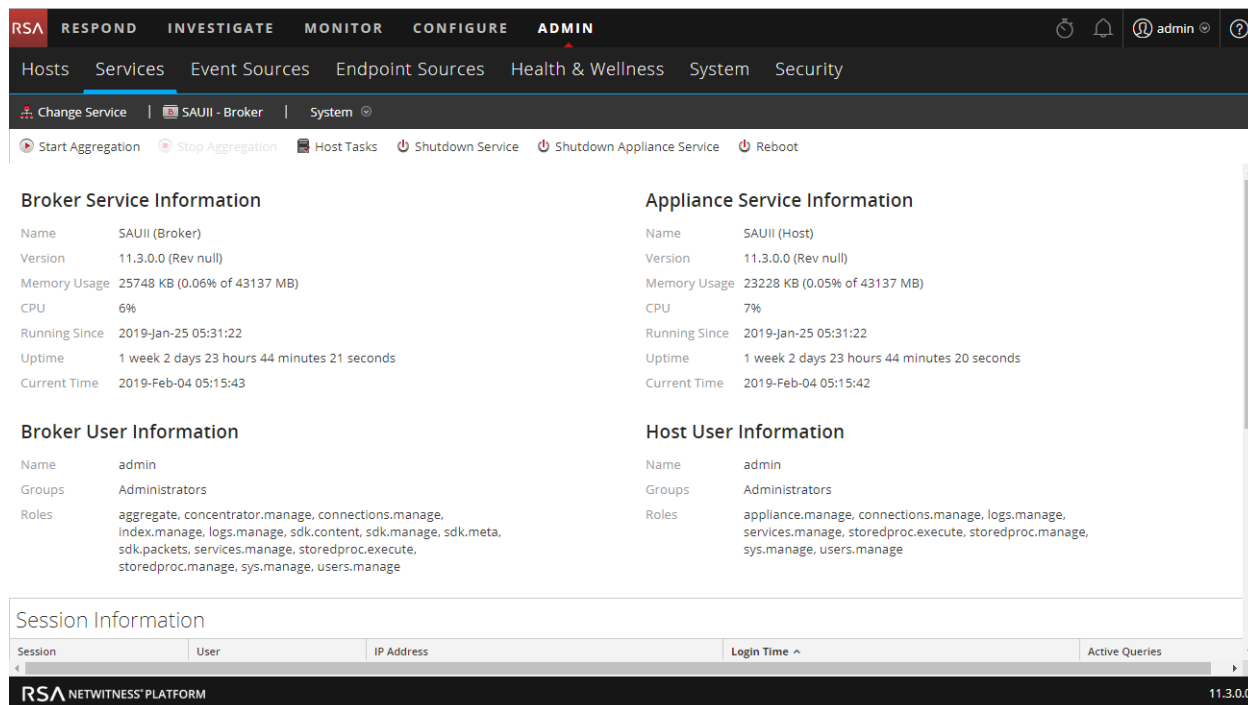 RSA RESPOND INVESTIGATE MONITOR CONFIGURE ADMIN admin ?
Hosts Services Event Sources Endpoint Sources Health & Wellness System Security
Change Service | SAUII - Broker | System
Start Aggregation Stop Aggregation Host Tasks Shutdown Service Shutdown Appliance Service Reboot
Broker Service Information
Name SAUII (Broker)
Version 11.3.0.0 (Rev null)
Memory Usage 25748 KB (0.06% of 43137 MB)
CPU 6%
Running Since 2019-Jan-25 05:31:22
Uptime 1 week 2 days 23 hours 44 minutes 21 seconds
Current Time 2019-Feb-04 05:15:43
Appliance Service Information
Name SAUII (Host)
Version 11.3.0.0 (Rev null)
Memory Usage 23228 KB (0.05% of 43137 MB)
CPU 7%
Running Since 2019-Jan-25 05:31:22
Uptime 1 week 2 days 23 hours 44 minutes 20 seconds
Current Time 2019-Feb-04 05:15:42
Broker User Information
Name admin
Groups Administrators
Roles aggregate, concentrator.manage, connections.manage,
index.manage, logs.manage, sdk.content, sdk.manage, sdk.meta,
sdk.packets, services.manage, storedproc.execute,
storedproc.manage, sys.manage, users.manage
Host User Information
Name admin
Groups Administrators
Roles appliance.manage, connections.manage, logs.manage,
services.manage, storedproc.execute, storedproc.manage,
sys.manage, users.manage
Session Information
Session User IP Address Login Time Active Queries
RSA NETWITNESS® PLATFORM 11.3.0.0